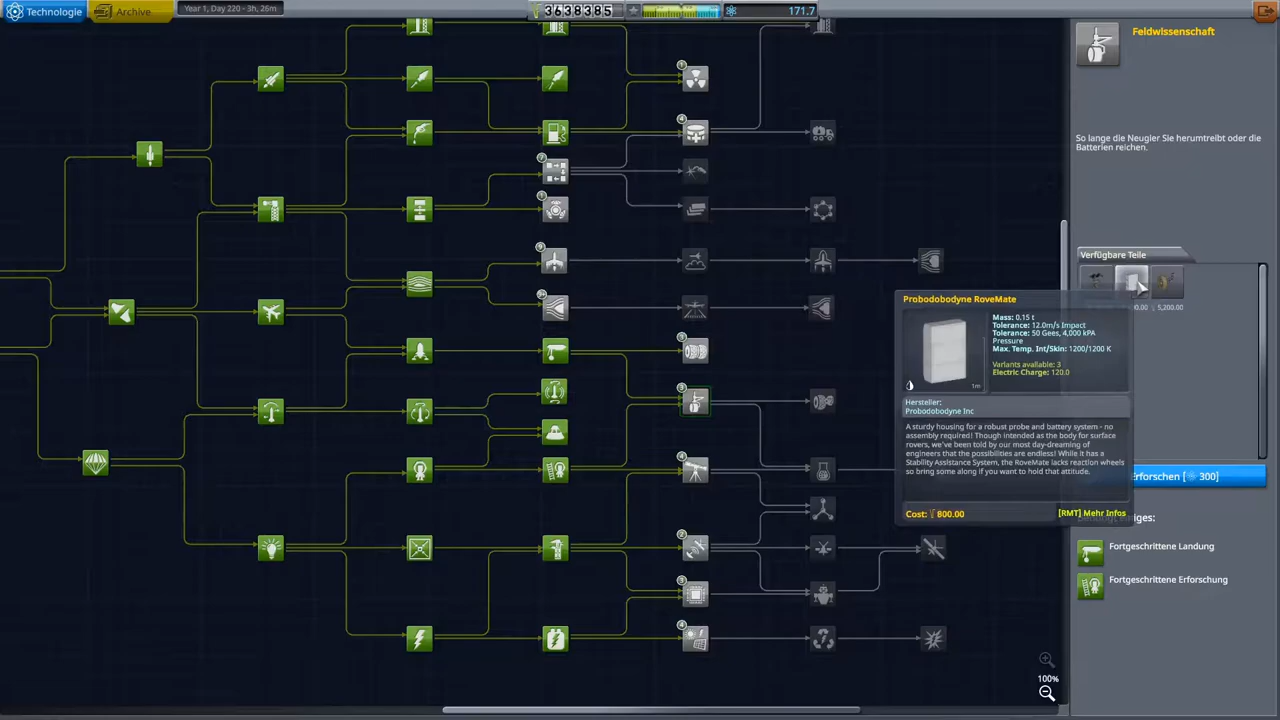 Technologie
Archive
Year 1, Day 220 - 3h, 26m
3638385
171.7
Feldwissenschaft
So lange die Neugier Sie herumtreibt oder die
Batterien reichen.
Verfügbare Teile
5,200.00
Probodobodyne RoveMate
Mass: 0.15 t
Tolerance: 12.0m/s Impact
Tolerance: 50 Gees, 4,000 kPA
Pressure
Max. Temp. Int/Skin: 1200/1200 K
Variants available: 3
Electric Charge: 120.0
1m
Hersteller:
Probodobodyne Inc
A sturdy housing for a robust probe and battery system - no
assembly required! Though intended as the body for surface
rovers, we've been told by our most day-dreaming of
engineers that the possibilities are endless! While it has a
Stability Assistance System, the RoveMate lacks reaction wheels
so bring some along if you want to hold that attitude.
Cost: 800.00
[RMT] Mehr Infos
Erforschen [ 300]
Fortgeschrittene Landung
Fortgeschrittene Erforschung
100%